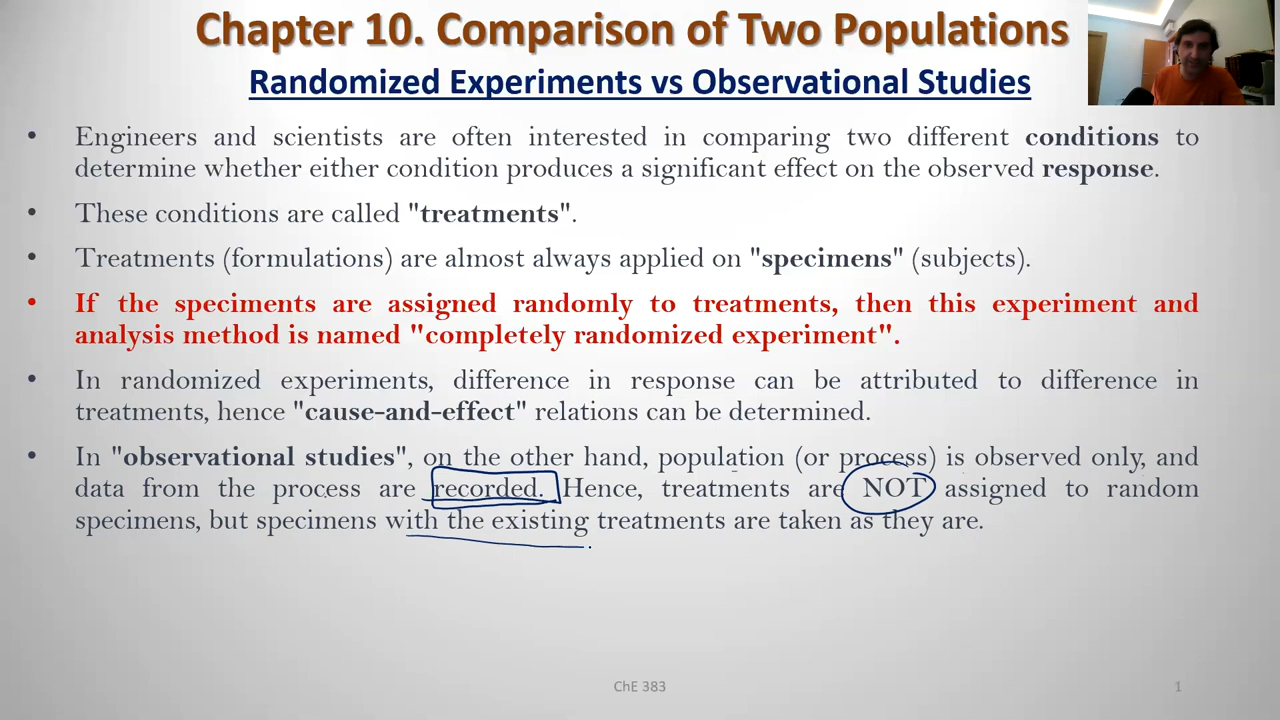 Chapter 10. Comparison of Two Populations
Randomized Experiments vs Observational Studies
• Engineers and scientists are often interested in comparing two different conditions to
determine whether either condition produces a significant effect on the observed response.
• These conditions are called "treatments".
• Treatments (formulations) are almost always applied on "specimens" (subjects).
• If the speciments are assigned randomly to treatments, then this experiment and
analysis method is named "completely randomized experiment".
• In randomized experiments, difference in response can be attributed to difference in
treatments, hence "cause-and-effect" relations can be determined.
• In "observational studies", on the other hand, population (or process) is observed only, and
data from the process are recorded. Hence, treatments are NOT assigned to random
specimens, but specimens with the existing treatments are taken as they are.
ChE 383
1